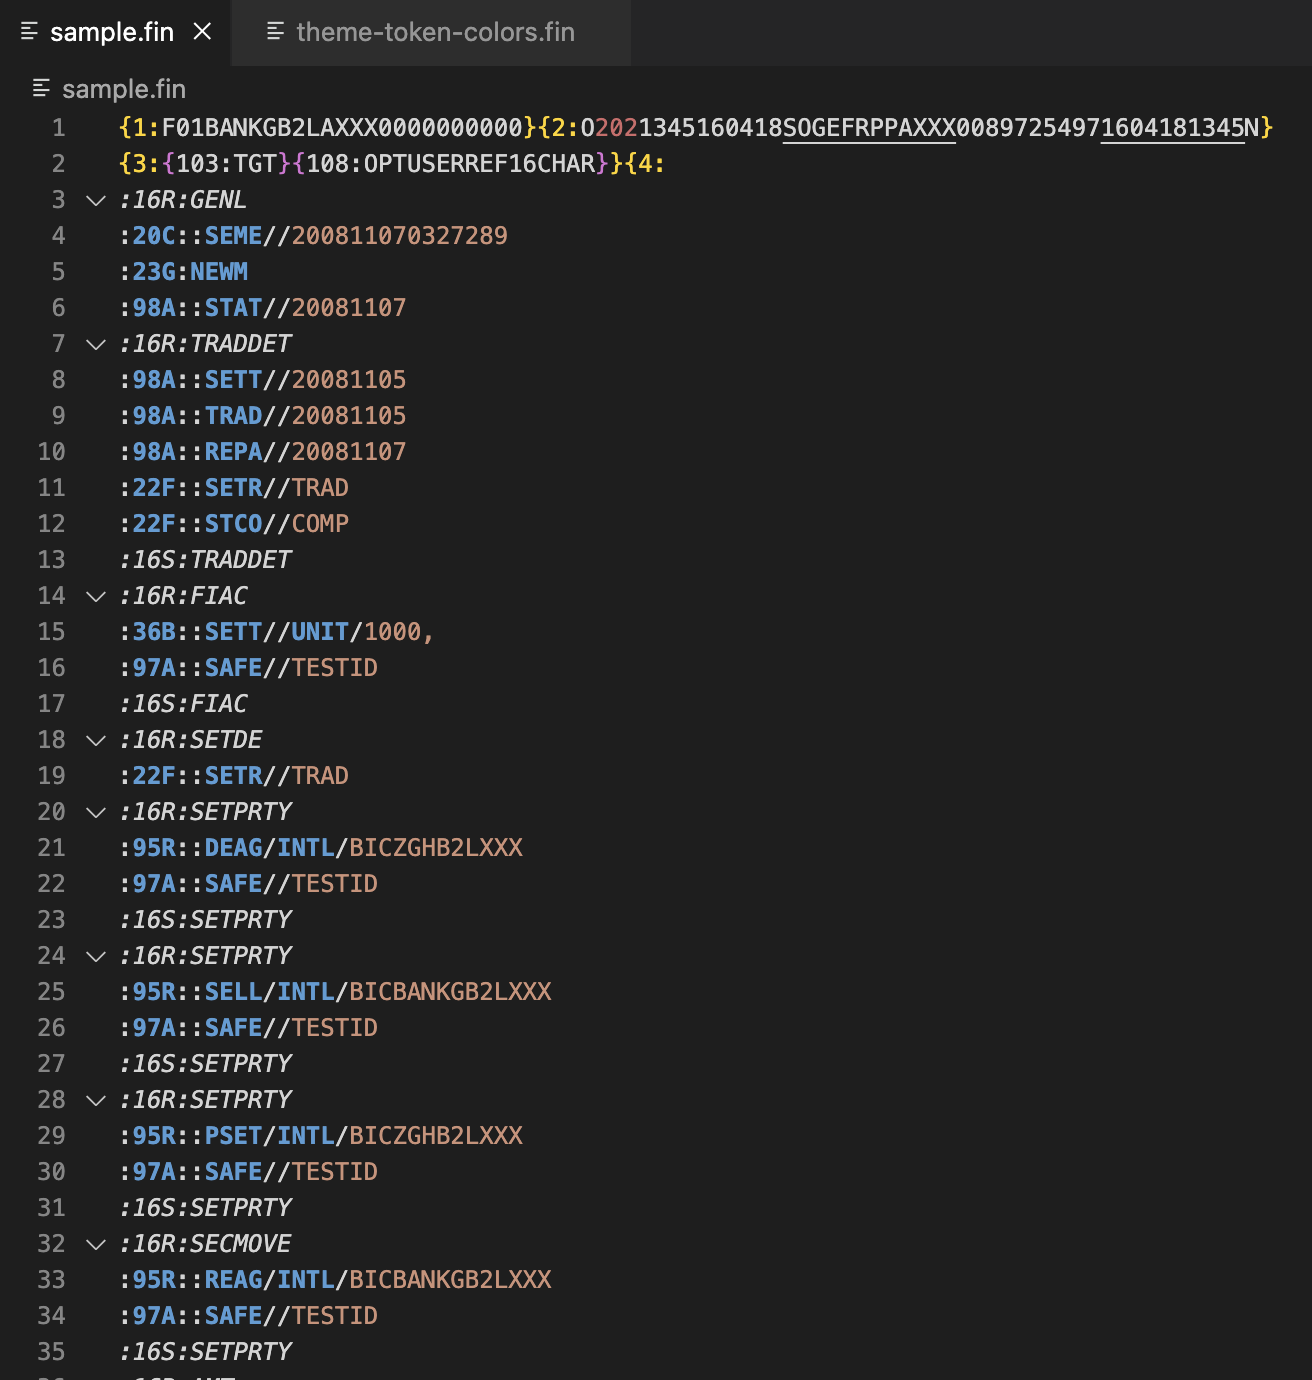 sample.fin
theme-token-colors.fin
sample.fin
1 {1:F01BANKGB2LAXXX0000000000}{2:O2021345160418SOGEFRPPAXXX00897254971604181345N}
2 {3:{103:TGT}{108:OPTUSERREF16CHAR}}{4:
3 :16R:GENL
4 :20C::SEME//200811070327289
5 :23G:NEWM
6 :98A::STAT//20081107
7 :16R:TRADDET
8 :98A::SETT//20081105
9 :98A::TRAD//20081105
10 :98A::REPA//20081107
11 :22F::SETR//TRAD
12 :22F::STCO//COMP
13 :16S:TRADDET
14 :16R:FIAC
15 :36B::SETT//UNIT/1000,
16 :97A::SAFE//TESTID
17 :16S:FIAC
18 :16R:SETDE
19 :22F::SETR//TRAD
20 :16R:SETPRTY
21 :95R::DEAG/INTL/BICZGHB2LXXX
22 :97A::SAFE//TESTID
23 :16S:SETPRTY
24 :16R:SETPRTY
25 :95R::SELL/INTL/BICBANKGB2LXXX
26 :97A::SAFE//TESTID
27 :16S:SETPRTY
28 :16R:SETPRTY
29 :95R::PSET/INTL/BICZGHB2LXXX
30 :97A::SAFE//TESTID
31 :16S:SETPRTY
32 :16R:SECMOVE
33 :95R::REAG/INTL/BICBANKGB2LXXX
34 :97A::SAFE//TESTID
35 :16S:SETPRTY